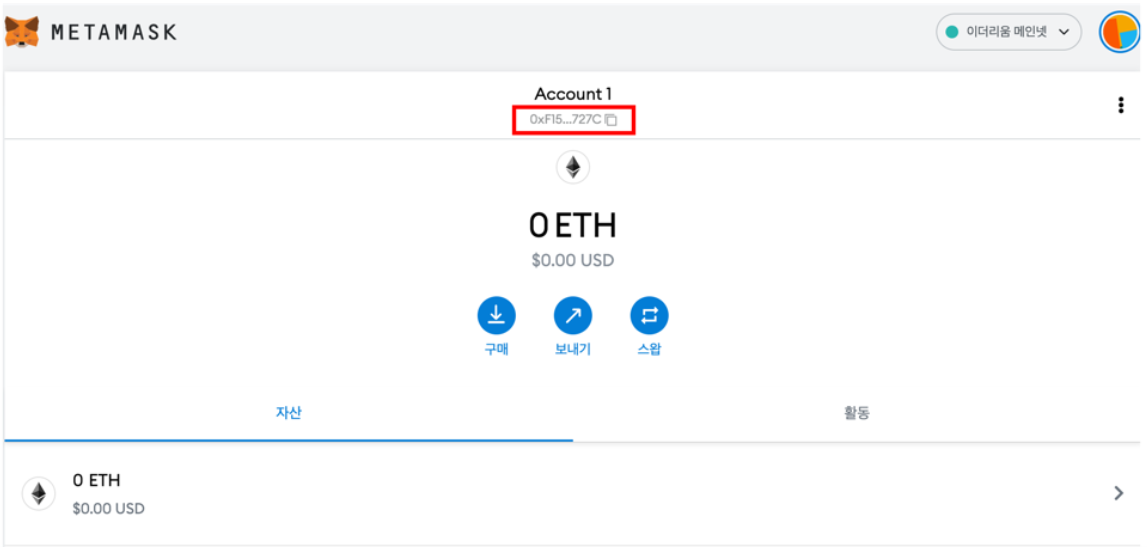 METAMASK
이더리움 메인넷
Account 1
0xF15...727C
0 ETH
$0.00 USD
구매 보내기 스왑
자산 활동
0 ETH
$0.00 USD